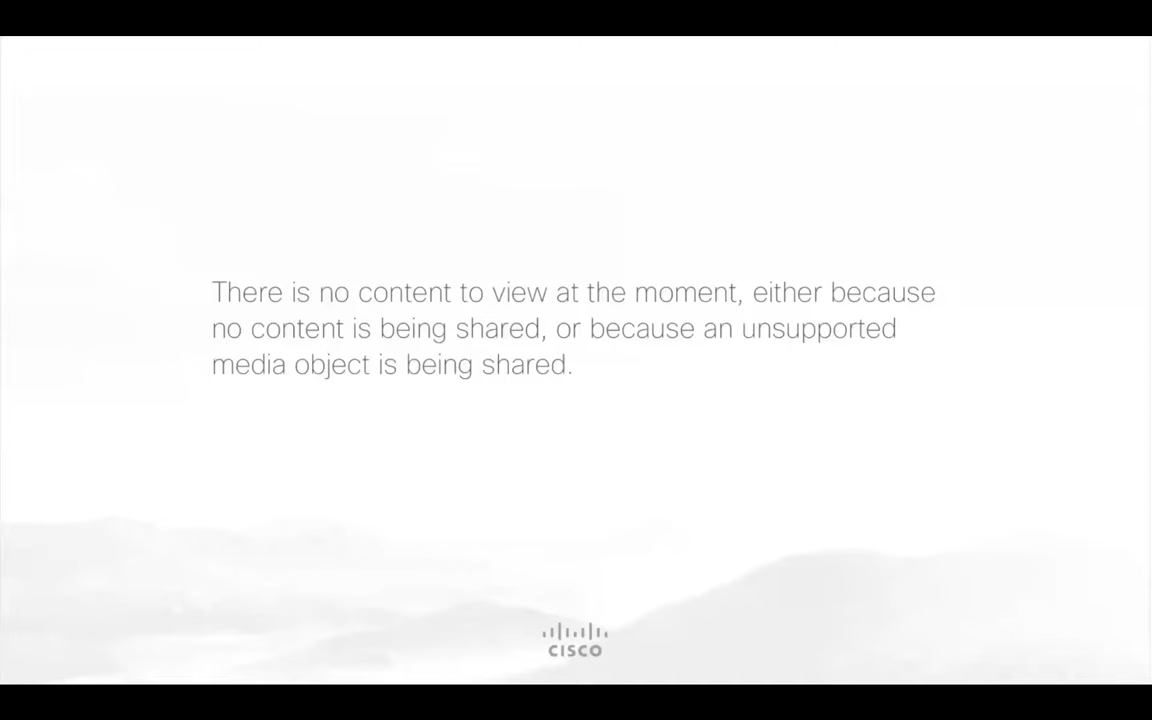 There is no content to view at the moment, either because
no content is being shared, or because an unsupported
media object is being shared.
CISCO